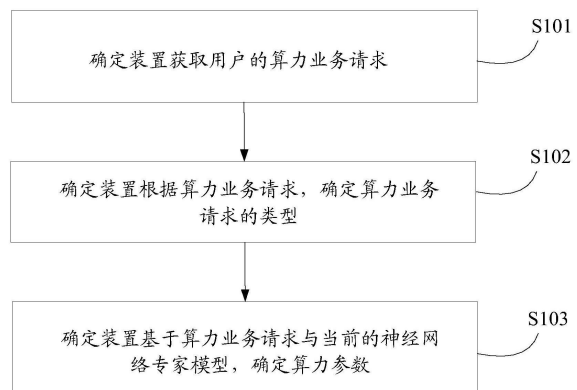 S101
确定装置获取用户的算力业务请求
S102
确定装置根据算力业务请求，确定算力业务
请求的类型
S103
确定装置基于算力业务请求与当前的神经网
络专家模型，确定算力参数